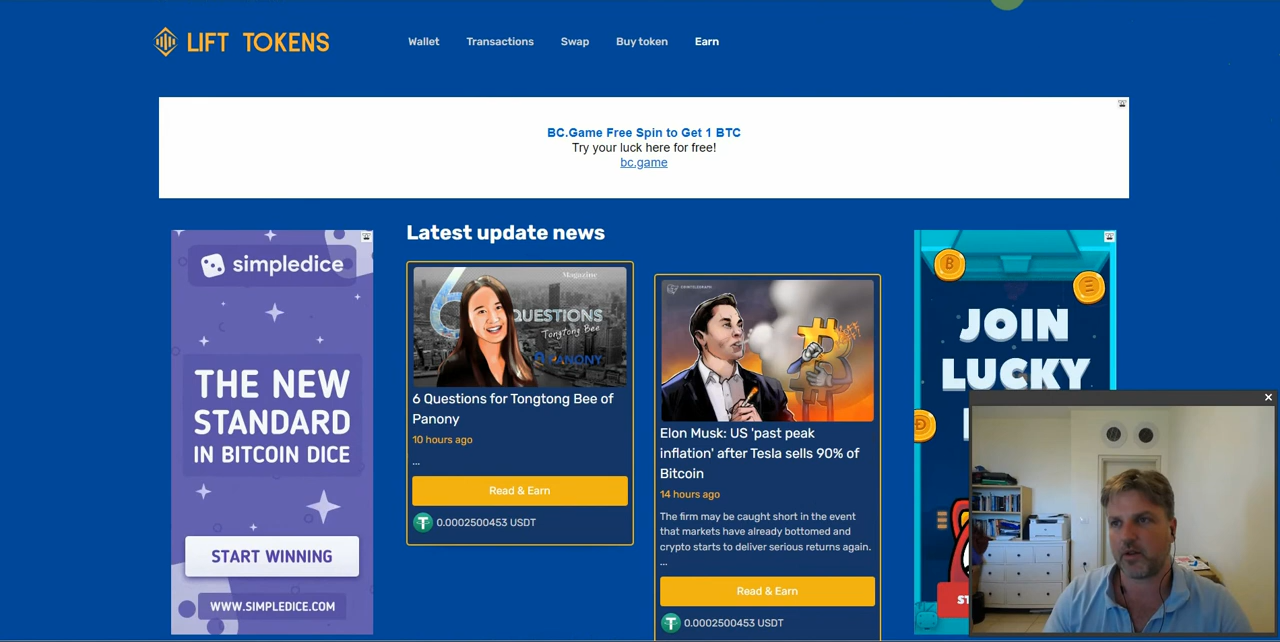 LIFT TOKENS
Wallet Transactions Swap Buy token Earn
BC.Game Free Spin to Get 1 BTC
Try your luck here for free!
bc.game
simpledice
THE NEW
STANDARD
IN BITCOIN DICE
START WINNING
WWW.SIMPLEDICE.COM
Latest update news
Magazine
6 QUESTIONS
Tongtong Bee
PANONY
6 Questions for Tongtong Bee of
Panony
10 hours ago
...
Read & Earn
0.0002500453 USDT
COINTELEGRAPH
Elon Musk: US 'past peak
inflation' after Tesla sells 90% of
Bitcoin
14 hours ago
The firm may be caught short in the event
that markets have already bottomed and
crypto starts to deliver serious returns again.
...
Read & Earn
0.0002500453 USDT
JOIN
LUCKY